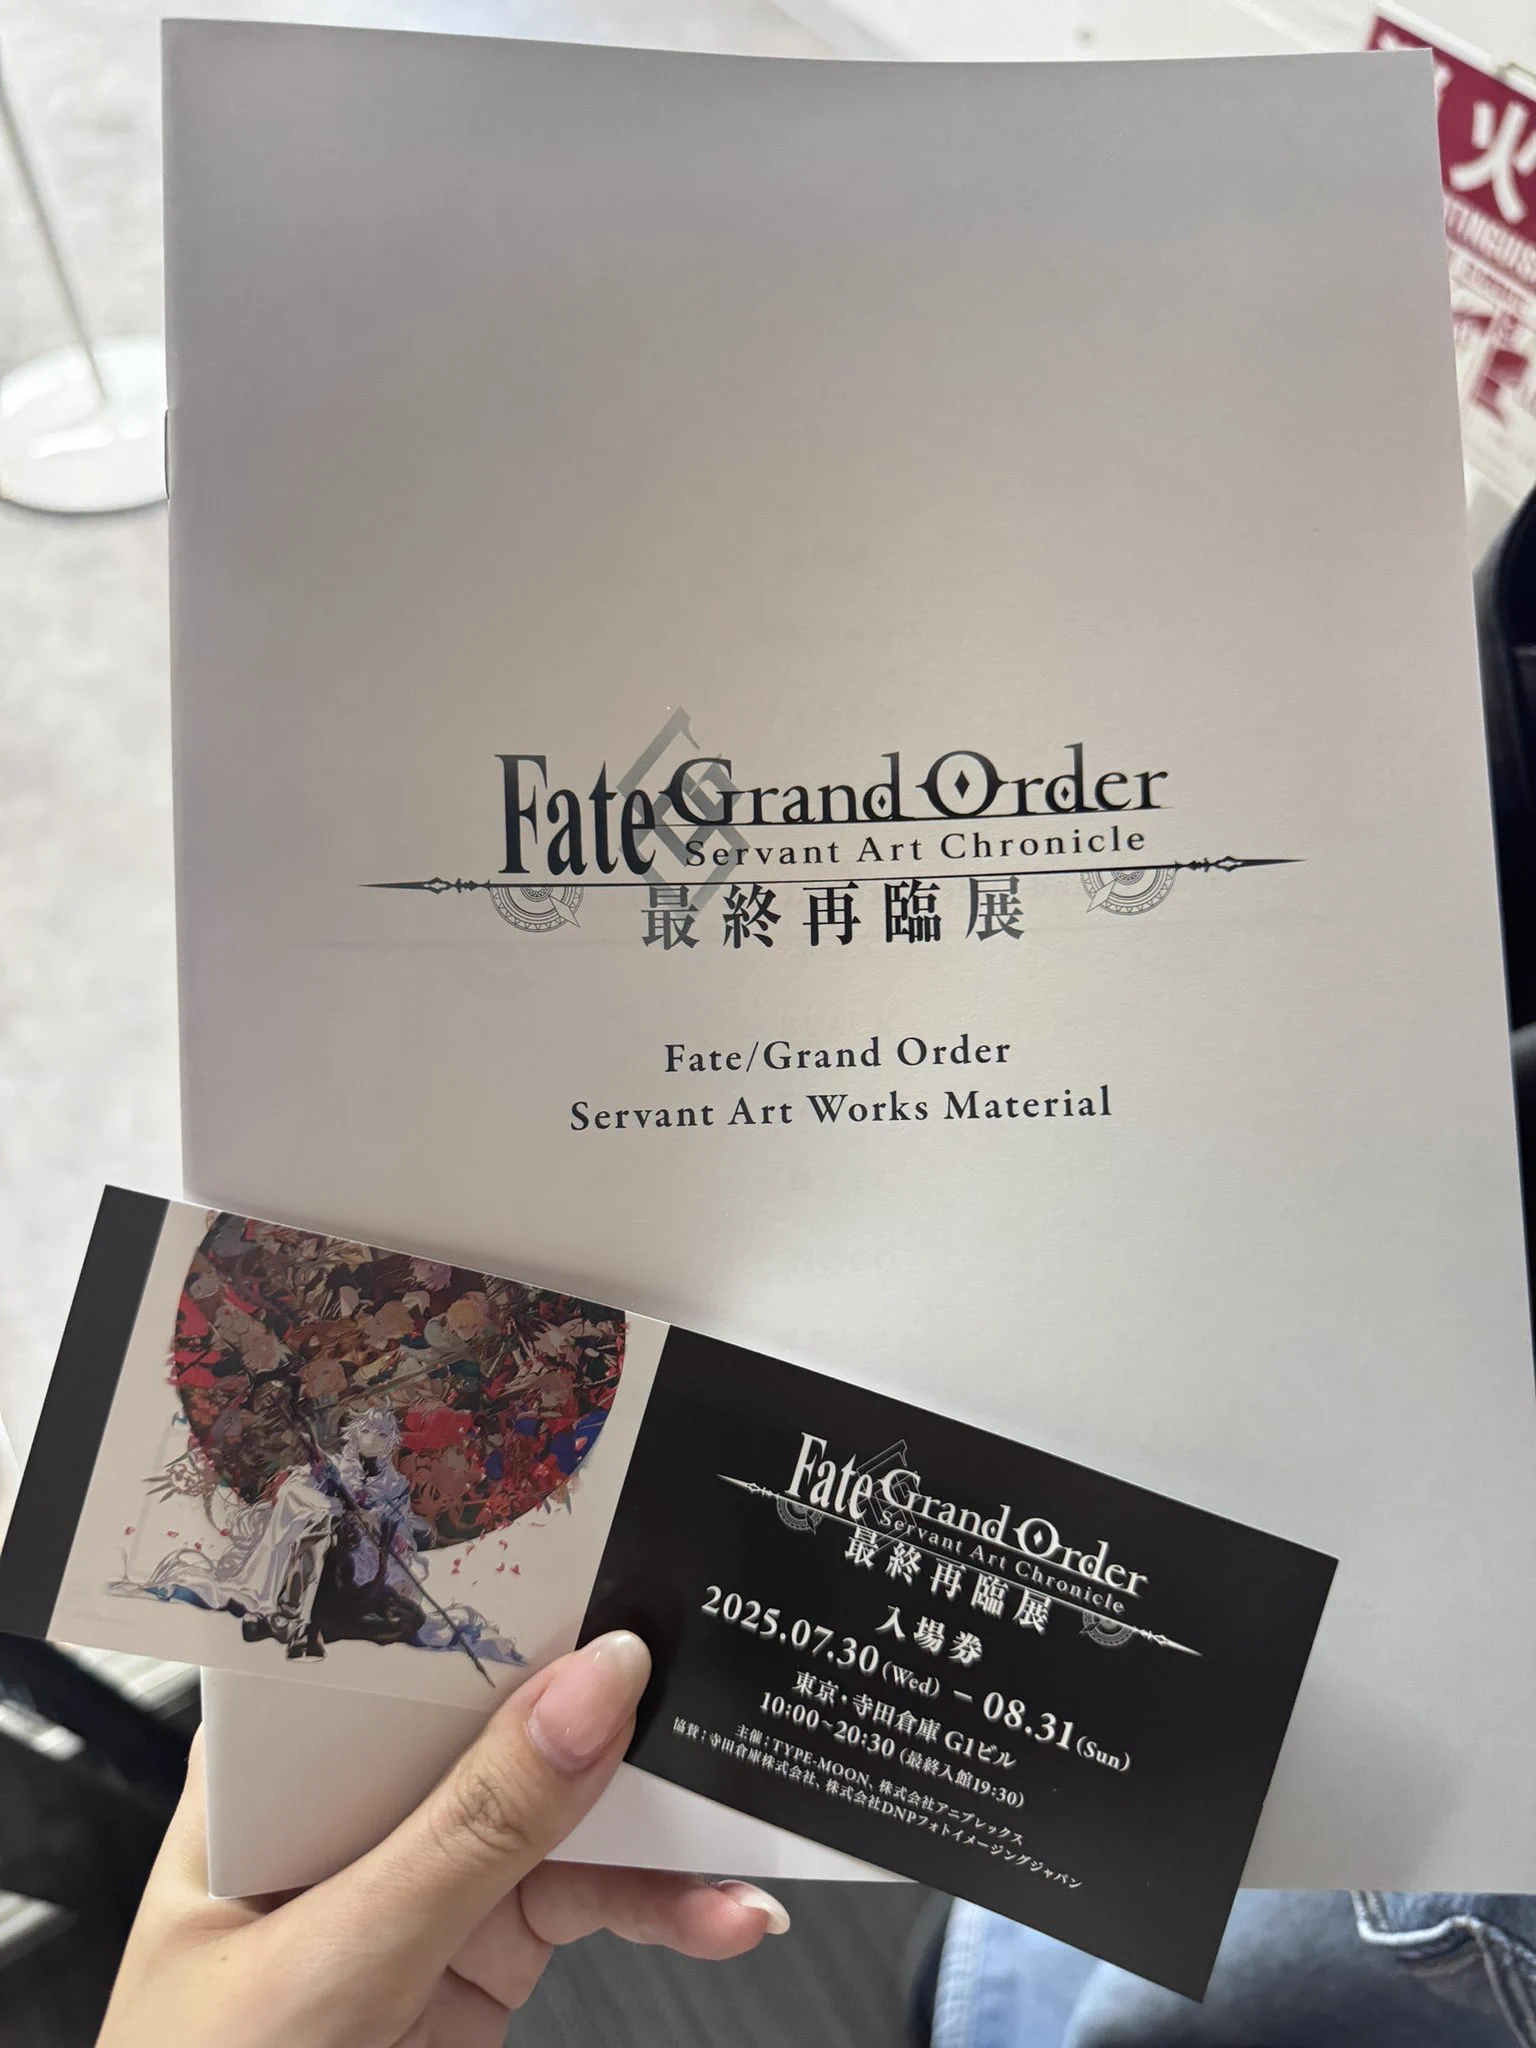 火
Fate Grand Order
Servant Art Chronicle
最終再臨展
Fate/Grand Order
Servant Art Works Material
Fate Grand Order
Servant Art Chronicle
最終再臨展
入場券
2025.07.30(Wed) – 08.31(Sun)
東京・寺田倉庫 G1ビル
10:00~20:30 (最終入館19:30)
主催：TYPE-MOON、株式会社アニプレックス
協賛：寺田倉庫株式会社、株式会社DNPフォトイメージングジャパン